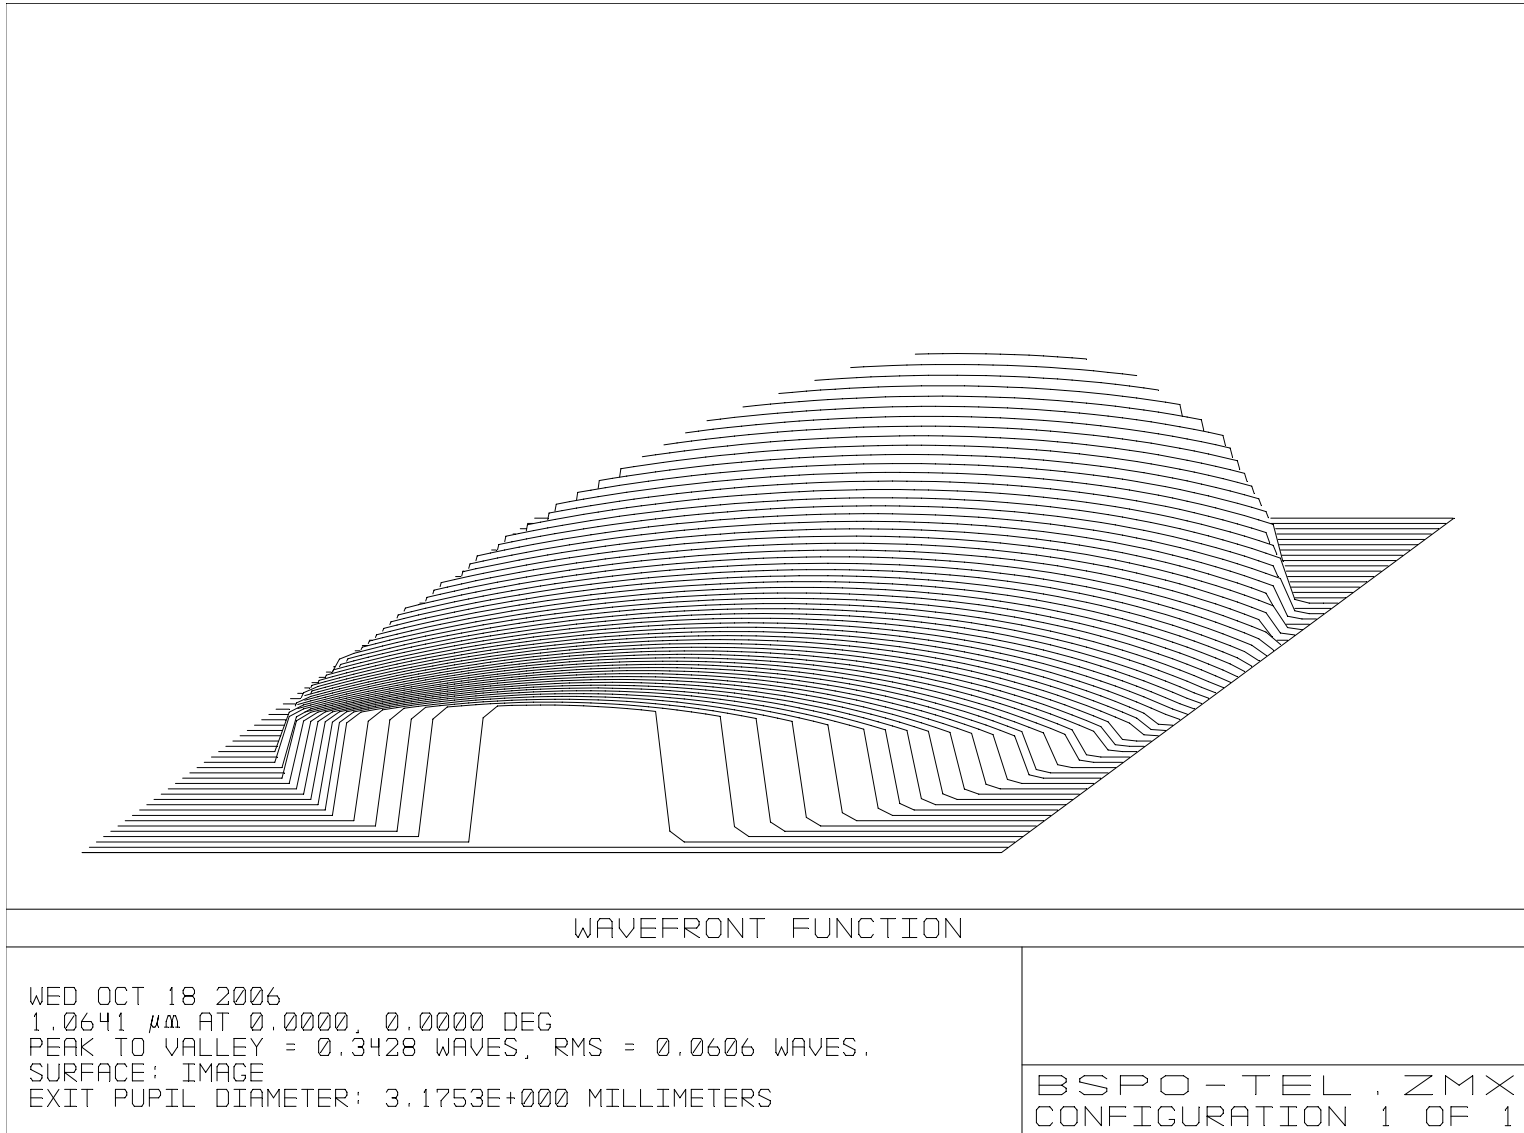 WAVEFRONT FUNCTION
WED OCT 18 2006
1.0641 µm AT 0.0000, 0.0000 DEG
PEAK TO VALLEY = 0.3428 WAVES, RMS = 0.0606 WAVES.
SURFACE: IMAGE
EXIT PUPIL DIAMETER: 3.1753E+000 MILLIMETERS
BSPO-TEL.ZMX
CONFIGURATION 1 OF 1